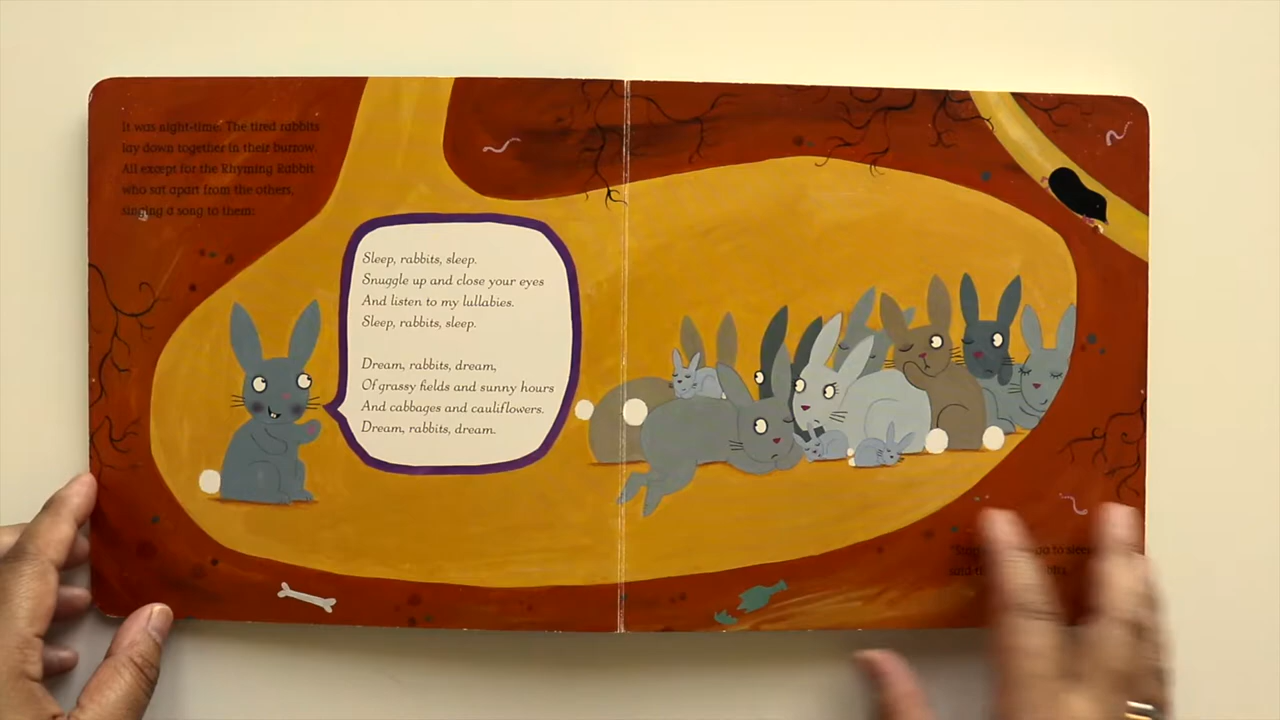 It was night-time. The tired rabbits
lay down together in their burrow.
All except for the Rhyming Rabbit
who sat apart from the others,
singing a song to them:
Sleep, rabbits, sleep.
Snuggle up and close your eyes
And listen to my lullabies.
Sleep, rabbits, sleep.
Dream, rabbits, dream,
Of grassy fields and sunny hours
And cabbages and cauliflowers.
Dream, rabbits, dream.
to sleep